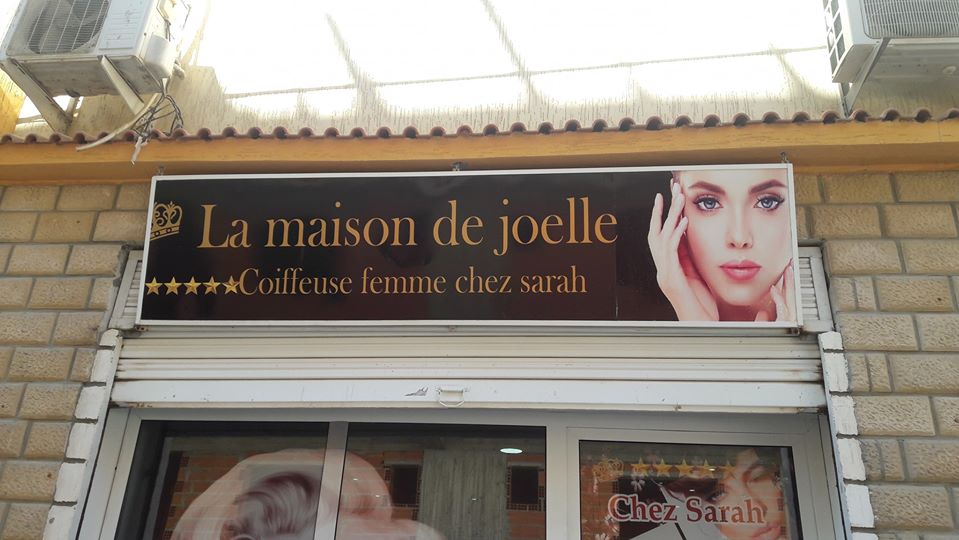 La maison de joelle
Coiffeuse femme chez sarah
Chez Sarah